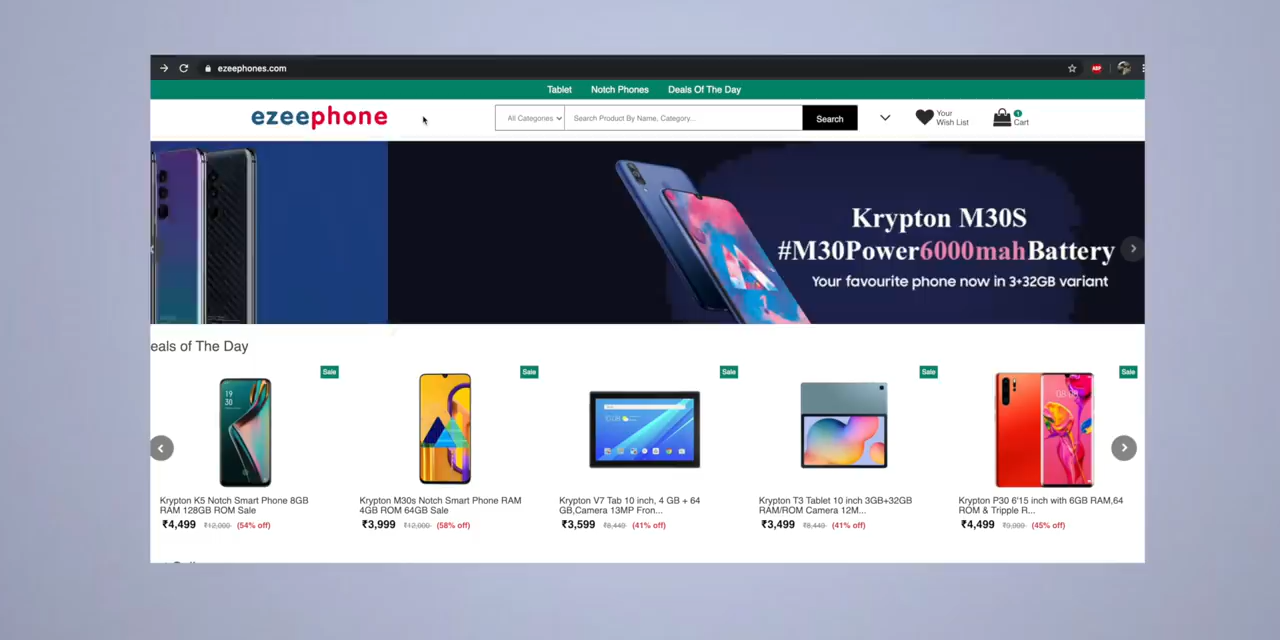 ezeephones.com
ABP
Tablet Notch Phones Deals Of The Day
ezeephone
All Categories
Search Product By Name, Category...
Search
Your
Wish List
1
Cart
Krypton M30S
#M30Power6000mahBattery
Your favourite phone now in 3+32GB variant
eals of The Day
Sale
Sale
Sale
Sale
Sale
19
30
Krypton K5 Notch Smart Phone 8GB
RAM 128GB ROM Sale
₹4,499 ₹12,000 (54% off)
Krypton M30s Notch Smart Phone RAM
4GB ROM 64GB Sale
₹3,999 ₹12,000 (58% off)
Krypton V7 Tab 10 inch, 4 GB + 64
GB,Camera 13MP Fron...
₹3,599 ₹8,440 (41% off)
Krypton T3 Tablet 10 inch 3GB+32GB
RAM/ROM Camera 12M...
₹3,499 ₹8,440 (41% off)
Krypton P30 6'15 inch with 6GB RAM,64
ROM & Tripple R...
₹4,499 ₹9,999 (45% off)